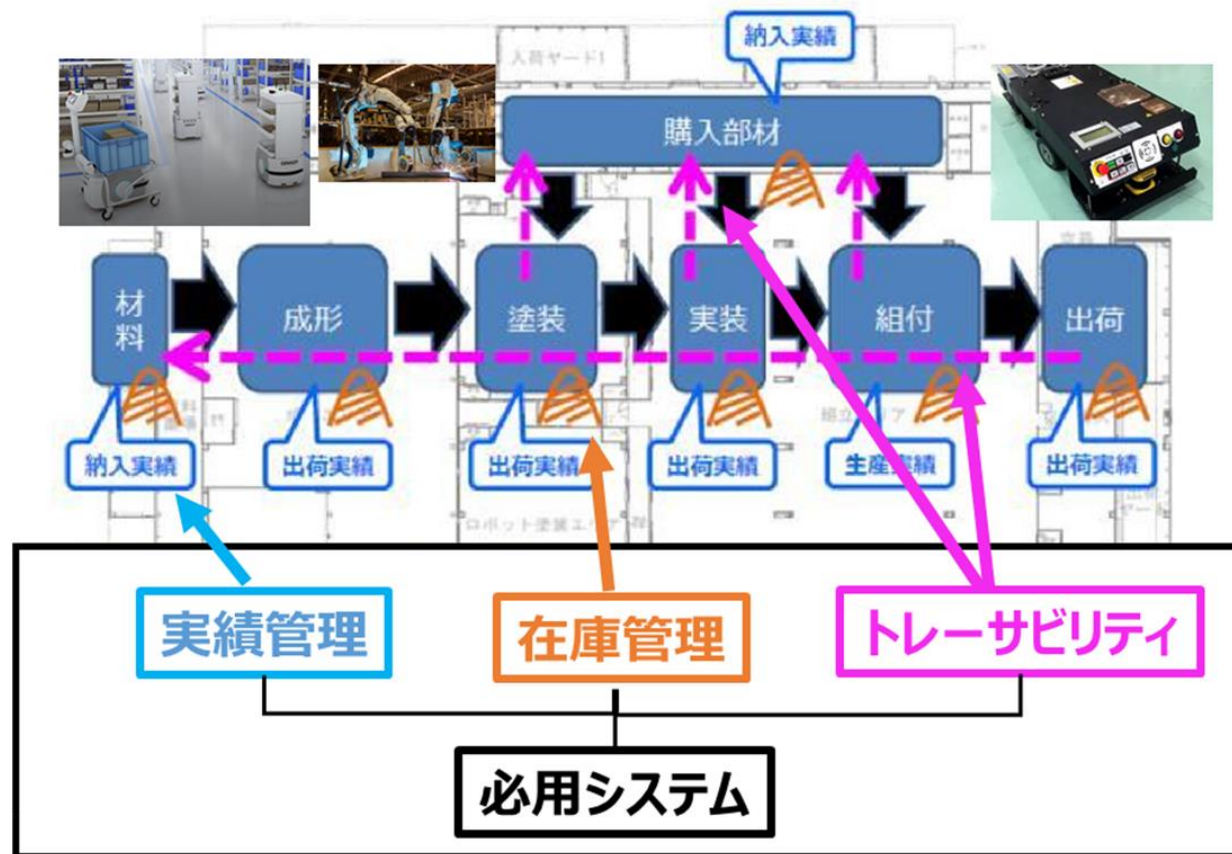 納入実績
入荷ヤード1
購入部材
材料
成形
塗装
実装
組付
出荷
納入実績
出荷実績
出荷実績
出荷実績
生産実績
出荷実績
ロボット塗装エリア
実績管理
在庫管理
トレーサビリティ
必用システム